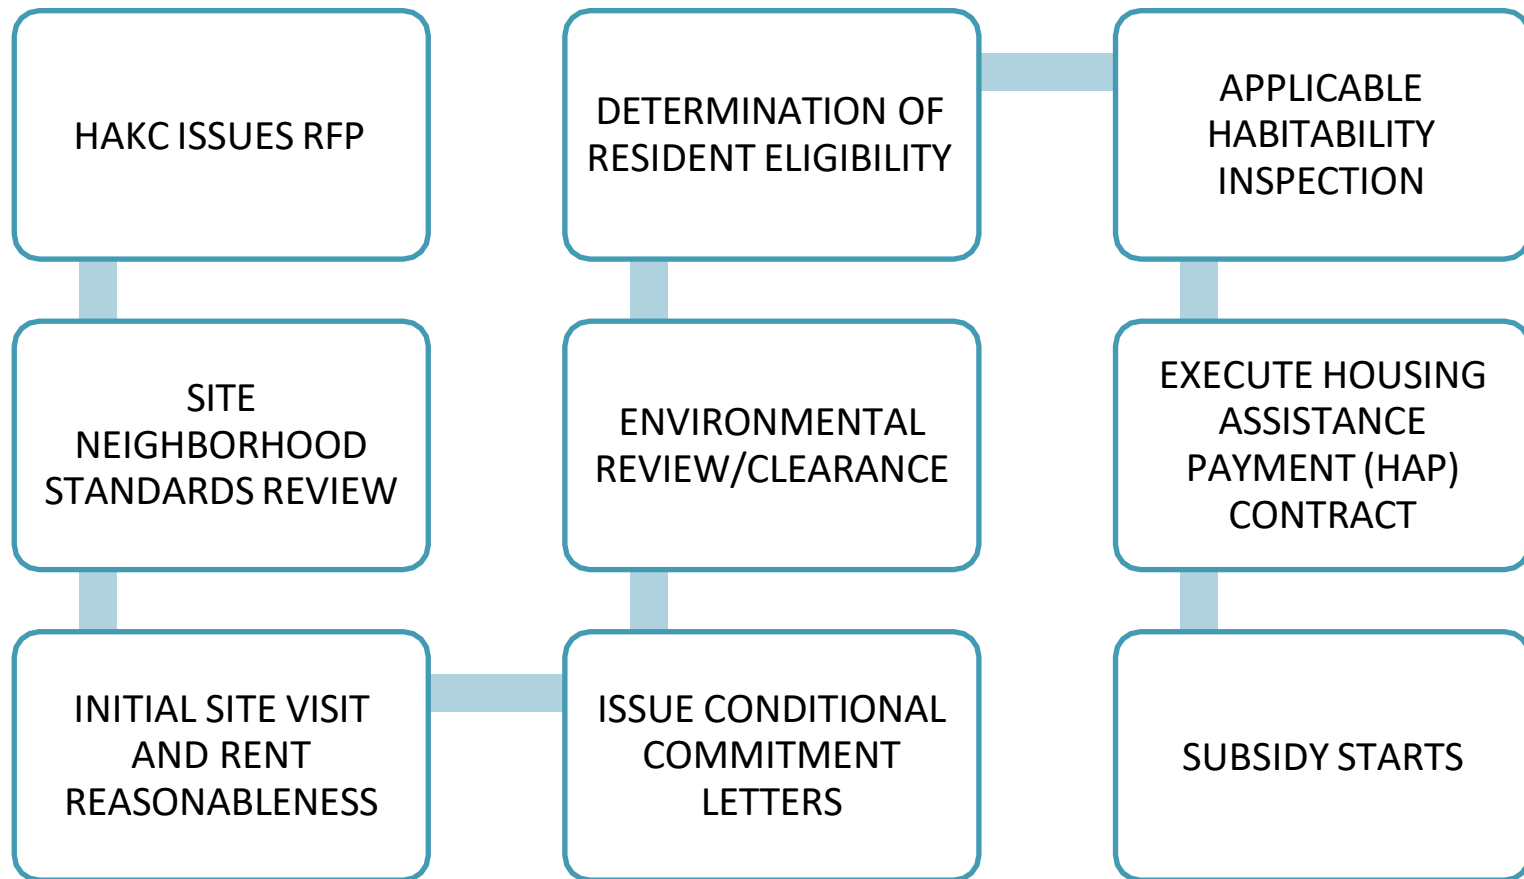 HAKC ISSUES RFP
SITE
NEIGHBORHOOD
STANDARDS REVIEW
INITIAL SITE VISIT
AND RENT
REASONABLENESS
ISSUE CONDITIONAL
COMMITMENT
LETTERS
ENVIRONMENTAL
REVIEW/CLEARANCE
DETERMINATION OF
RESIDENT ELIGIBILITY
APPLICABLE
HABITABILITY
INSPECTION
EXECUTE HOUSING
ASSISTANCE
PAYMENT (HAP)
CONTRACT
SUBSIDY STARTS